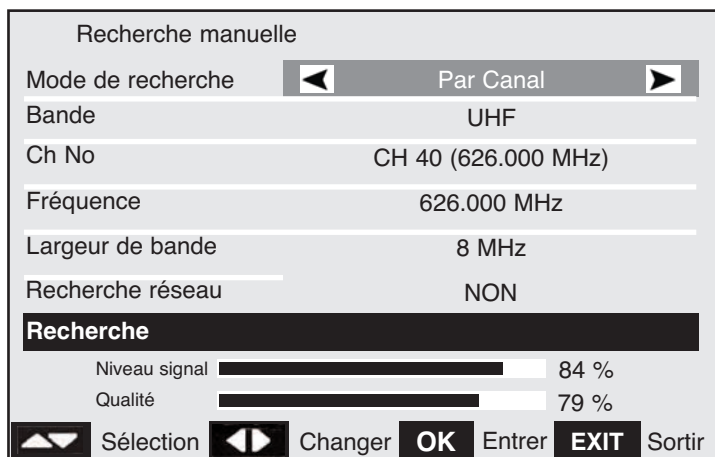 Recherche manuelle
Mode de recherche Par Canal
Bande UHF
Ch No CH 40 (626.000 MHz)
Fréquence 626.000 MHz
Largeur de bande 8 MHz
Recherche réseau NON
Recherche
Niveau signal 84 %
Qualité 79 %
Sélection Changer OK Entrer EXIT Sortir